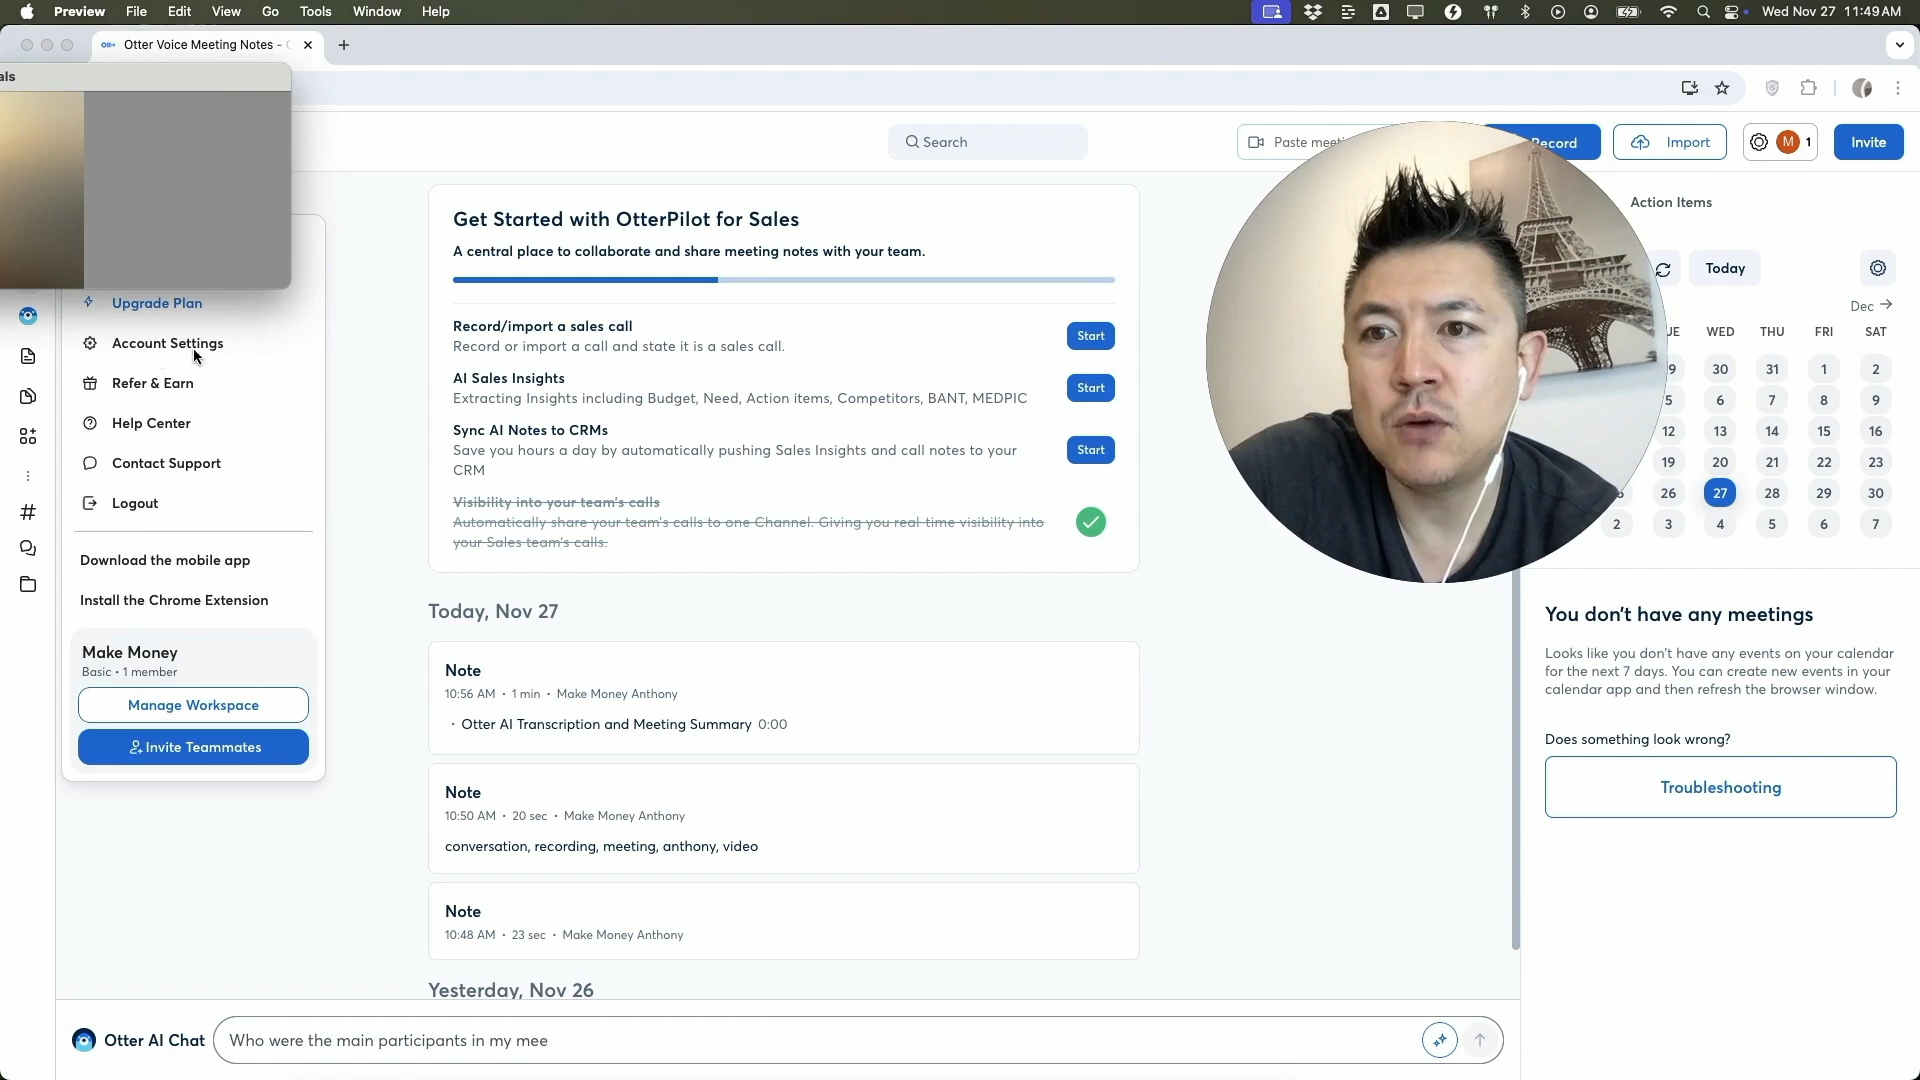 Preview File Edit View Go Tools Window Help
Wed Nov 27 11:49 AM
Otter Voice Meeting Notes -
als
Search
Paste meeti
Record
Import
M 1
Invite
Upgrade Plan
Account Settings
Refer & Earn
Help Center
Contact Support
Logout
Download the mobile app
Install the Chrome Extension
Make Money
Basic • 1 member
Manage Workspace
Invite Teammates
Get Started with OtterPilot for Sales
A central place to collaborate and share meeting notes with your team.
Record/import a sales call
Record or import a call and state it is a sales call.
Start
AI Sales Insights
Extracting Insights including Budget, Need, Action items, Competitors, BANT, MEDPIC
Start
Sync AI Notes to CRMs
Save you hours a day by automatically pushing Sales Insights and call notes to your
CRM
Start
Visibility into your team's calls
Automatically share your team's calls to one Channel. Giving you real-time visibility into
your Sales team's calls.
Today, Nov 27
Note
10:56 AM • 1 min • Make Money Anthony
· Otter AI Transcription and Meeting Summary 0:00
Note
10:50 AM • 20 sec • Make Money Anthony
conversation, recording, meeting, anthony, video
Note
10:48 AM • 23 sec • Make Money Anthony
Yesterday, Nov 26
Otter AI Chat
Who were the main participants in my mee
Action Items
Today
Dec →
UE WED THU FRI SAT
9 30 31 1 2
5 6 7 8 9
12 13 14 15 16
19 20 21 22 23
26 27 28 29 30
2 3 4 5 6 7
You don't have any meetings
Looks like you don't have any events on your calendar
for the next 7 days. You can create new events in your
calendar app and then refresh the browser window.
Does something look wrong?
Troubleshooting